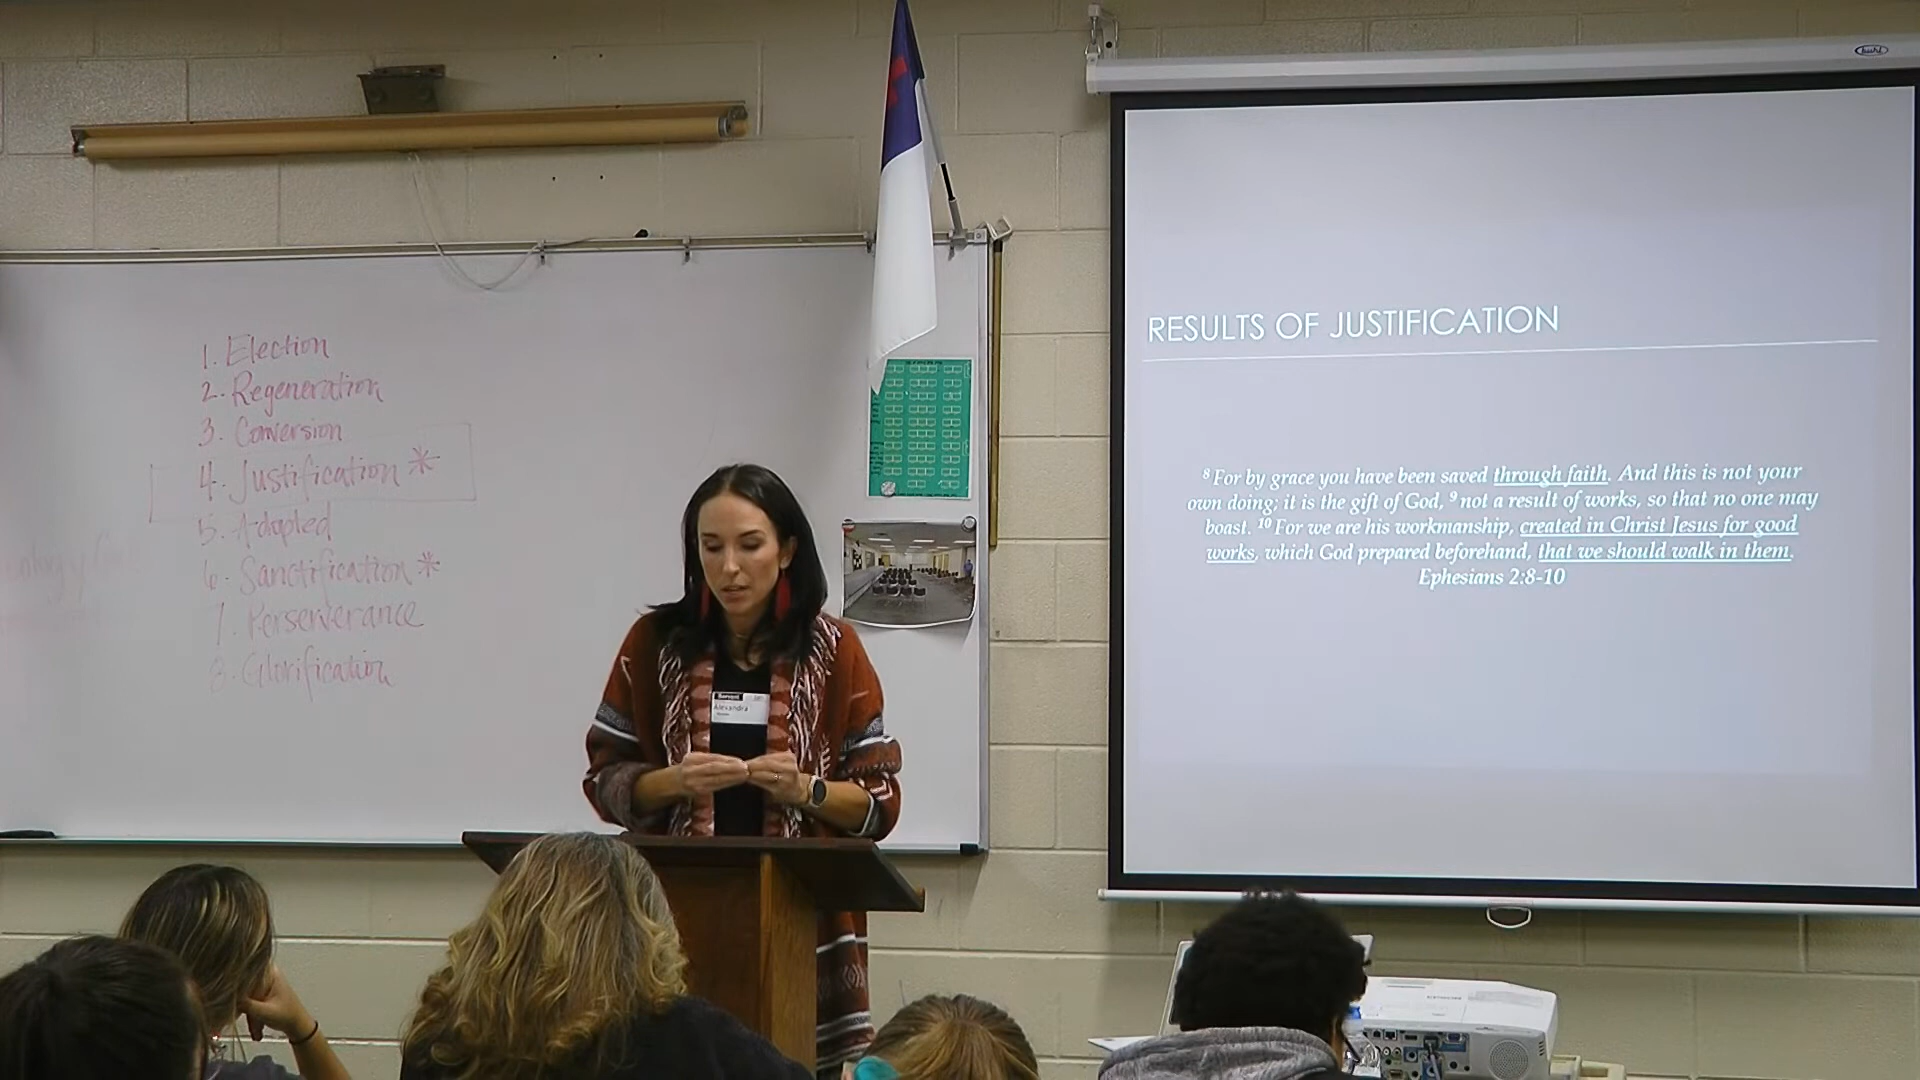 1. Election
2. Regeneration
3. Conversion
4. Justification *
5. Adopted
6. Sanctification *
7. Perserverance
8. Glorification
RESULTS OF JUSTIFICATION
8 For by grace you have been saved through faith. And this is not your
own doing; it is the gift of God, 9 not a result of works, so that no one may
boast. 10 For we are his workmanship, created in Christ Jesus for good
works, which God prepared beforehand, that we should walk in them.
Ephesians 2:8-10
Servant
Alexandra